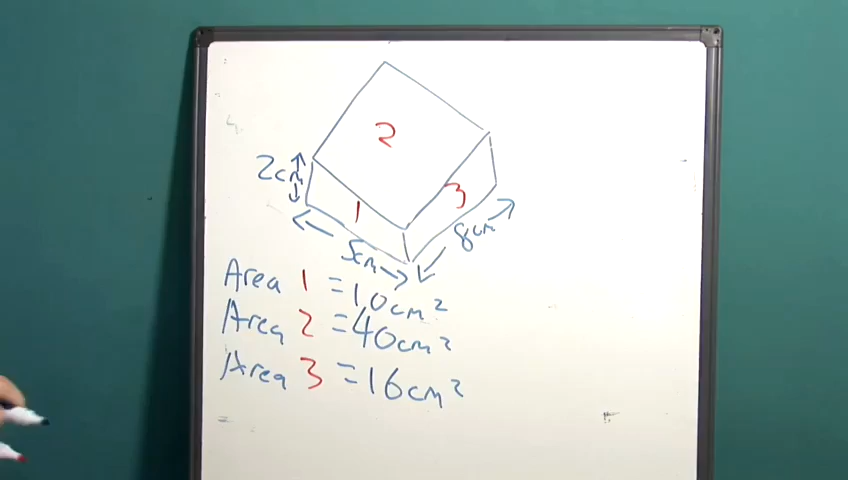 2
2cm
1
3
5cm
8cm
Area 1 = 10cm²
Area 2 = 40cm²
Area 3 = 16cm²